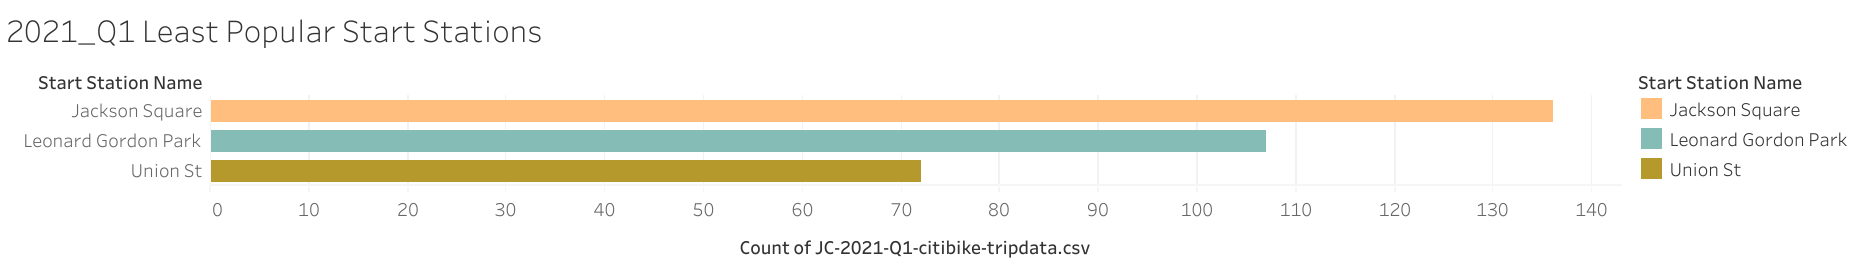 2021_Q1 Least Popular Start Stations
Start Station Name
Jackson Square
Leonard Gordon Park
Union St
0 10 20 30 40 50 60 70 80 90 100 110 120 130 140
Count of JC-2021-Q1-citibike-tripdata.csv
Start Station Name
Jackson Square
Leonard Gordon Park
Union St